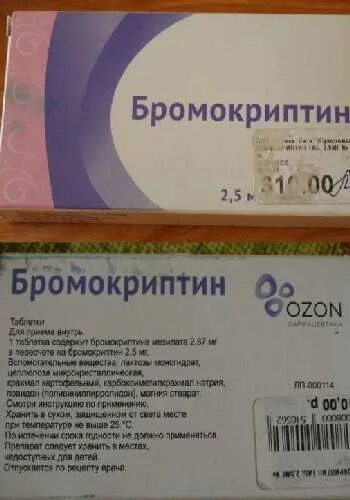 Бромокриптин
310.00
2,5 м
Бромокриптин
OZON
ФАРМАЦЕВТИКА
Таблетки
Для приема внутрь.
1 таблетка содержит бромокриптина мезилата 2.87 мг
в пересчете на бромокриптин 2.5 мг.
Вспомогательные вещества: лактозы моногидрат,
целлюлоза микрокристаллическая,
крахмал картофельный, карбоксиметилкрахмал натрия,
повидон (поливинилпирролидон), магния стеарат.
Смотри инструкцию по применению.
Хранить в сухом, защищенном от света месте
при температуре не выше 25 °C.
По истечении срока годности не должно применяться.
Препарат следует хранить в местах,
недоступных для детей.
Отпускается по рецепту врача.
ЛП-000114